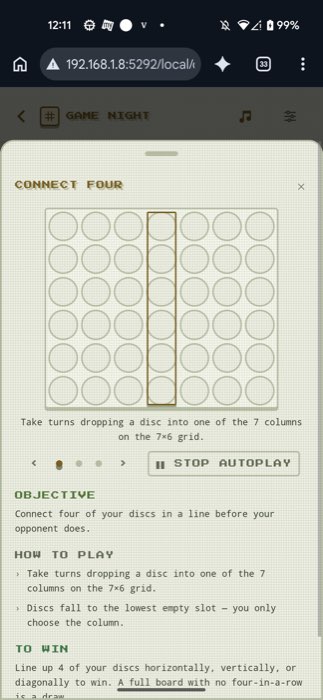 12:11
99%
192.168.1.8:5292/local/
33
GAME NIGHT
CONNECT FOUR
×
Take turns dropping a disc into one of the 7 columns
on the 7×6 grid.
‹ › STOP AUTOPLAY
OBJECTIVE
Connect four of your discs in a line before your
opponent does.
HOW TO PLAY
› Take turns dropping a disc into one of the 7
columns on the 7×6 grid.
› Discs fall to the lowest empty slot — you only
choose the column.
TO WIN
Line up 4 of your discs horizontally, vertically, or
diagonally to win. A full board with no four-in-a-row
is a draw.